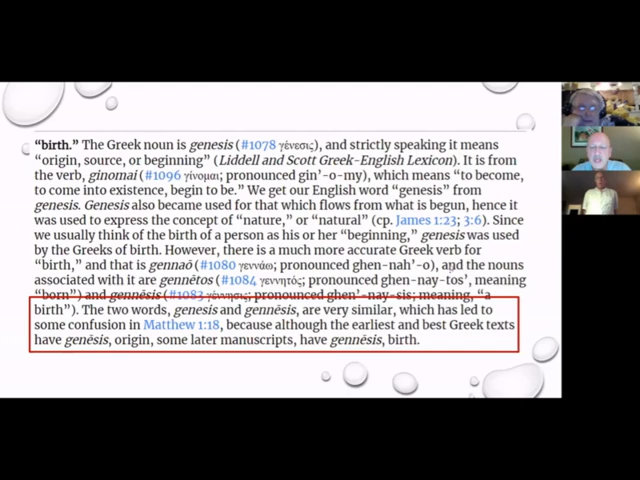 “birth.” The Greek noun is genesis (#1078 γένεσις), and strictly speaking it means
“origin, source, or beginning” (Liddell and Scott Greek-English Lexicon). It is from
the verb, ginomai (#1096 γίνομαι; pronounced gin’-o-my), which means “to become,
to come into existence, begin to be.” We get our English word “genesis” from
genesis. Genesis also became used for that which flows from what is begun, hence it
was used to express the concept of “nature,” or “natural” (cp. James 1:23; 3:6). Since
we usually think of the birth of a person as his or her “beginning,” genesis was used
by the Greeks of birth. However, there is a much more accurate Greek verb for
“birth,” and that is gennaō (#1080 γεννάω; pronounced ghen-nah’-o), and the nouns
associated with it are gennētos (#1084 γεννητός; pronounced ghen-nay-tos’, meaning
“born”) and gennēsis (#1083 γέννησις; pronounced ghen’-nay-sis; meaning, “a
birth”). The two words, genesis and gennēsis, are very similar, which has led to
some confusion in Matthew 1:18, because although the earliest and best Greek texts
have genēsis, origin, some later manuscripts, have gennēsis, birth.